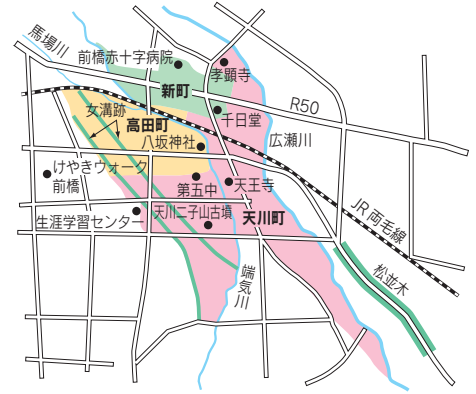 馬場川
前橋赤十字病院
孝顕寺
新町
R50
千日堂
女溝跡
高田町
広瀬川
八坂神社
けやきウォーク
前橋
第五中
天王寺
JR両毛線
生涯学習センター
天川二子山古墳
天川町
端気川
松並木